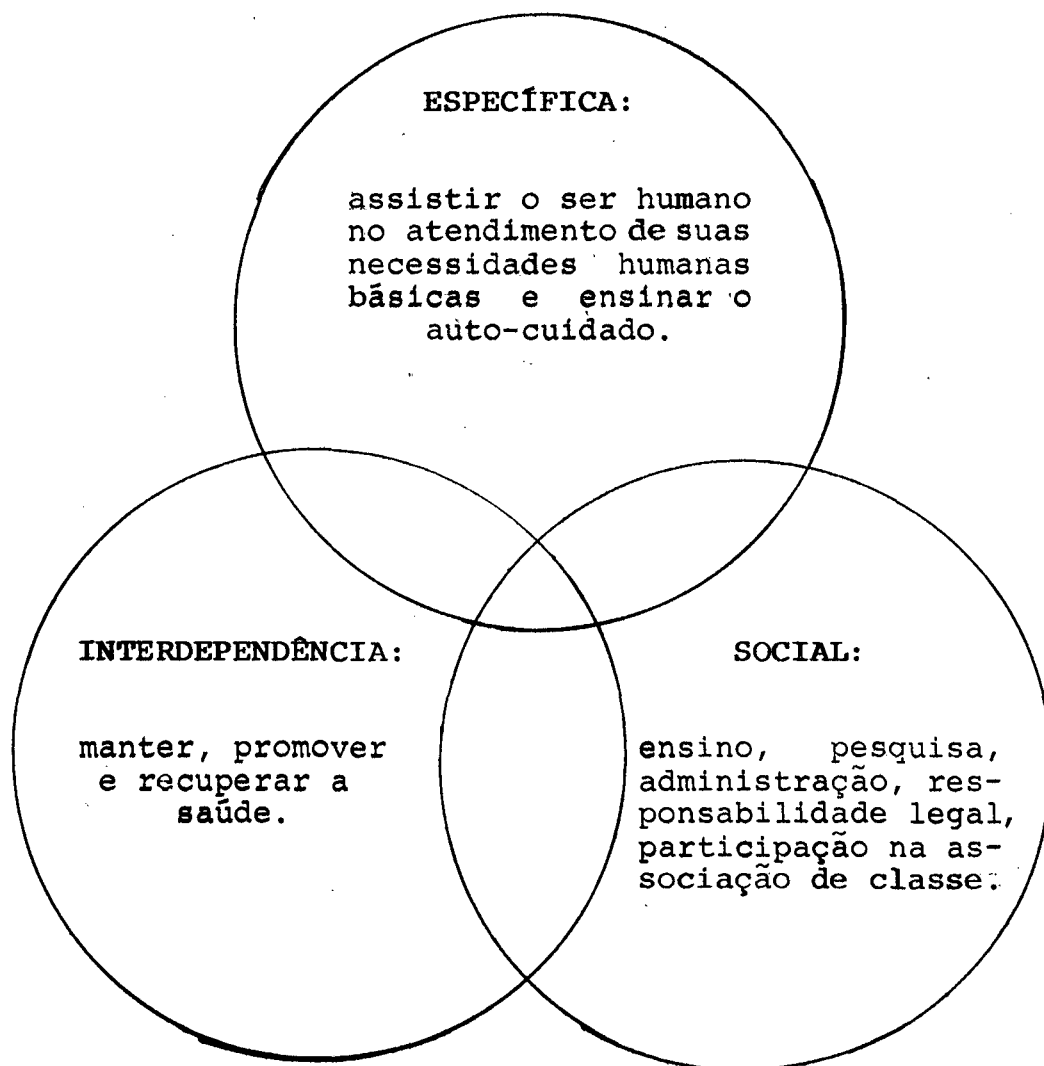 ESPECÍFICA:
assistir o ser humano
no atendimento de suas
necessidades humanas
básicas e ensinar o
auto-cuidado.
INTERDEPENDÊNCIA:
manter, promover
e recuperar a
saúde.
SOCIAL:
ensino, pesquisa,
administração, res-
ponsabilidade legal,
participação na as-
sociação de classe.